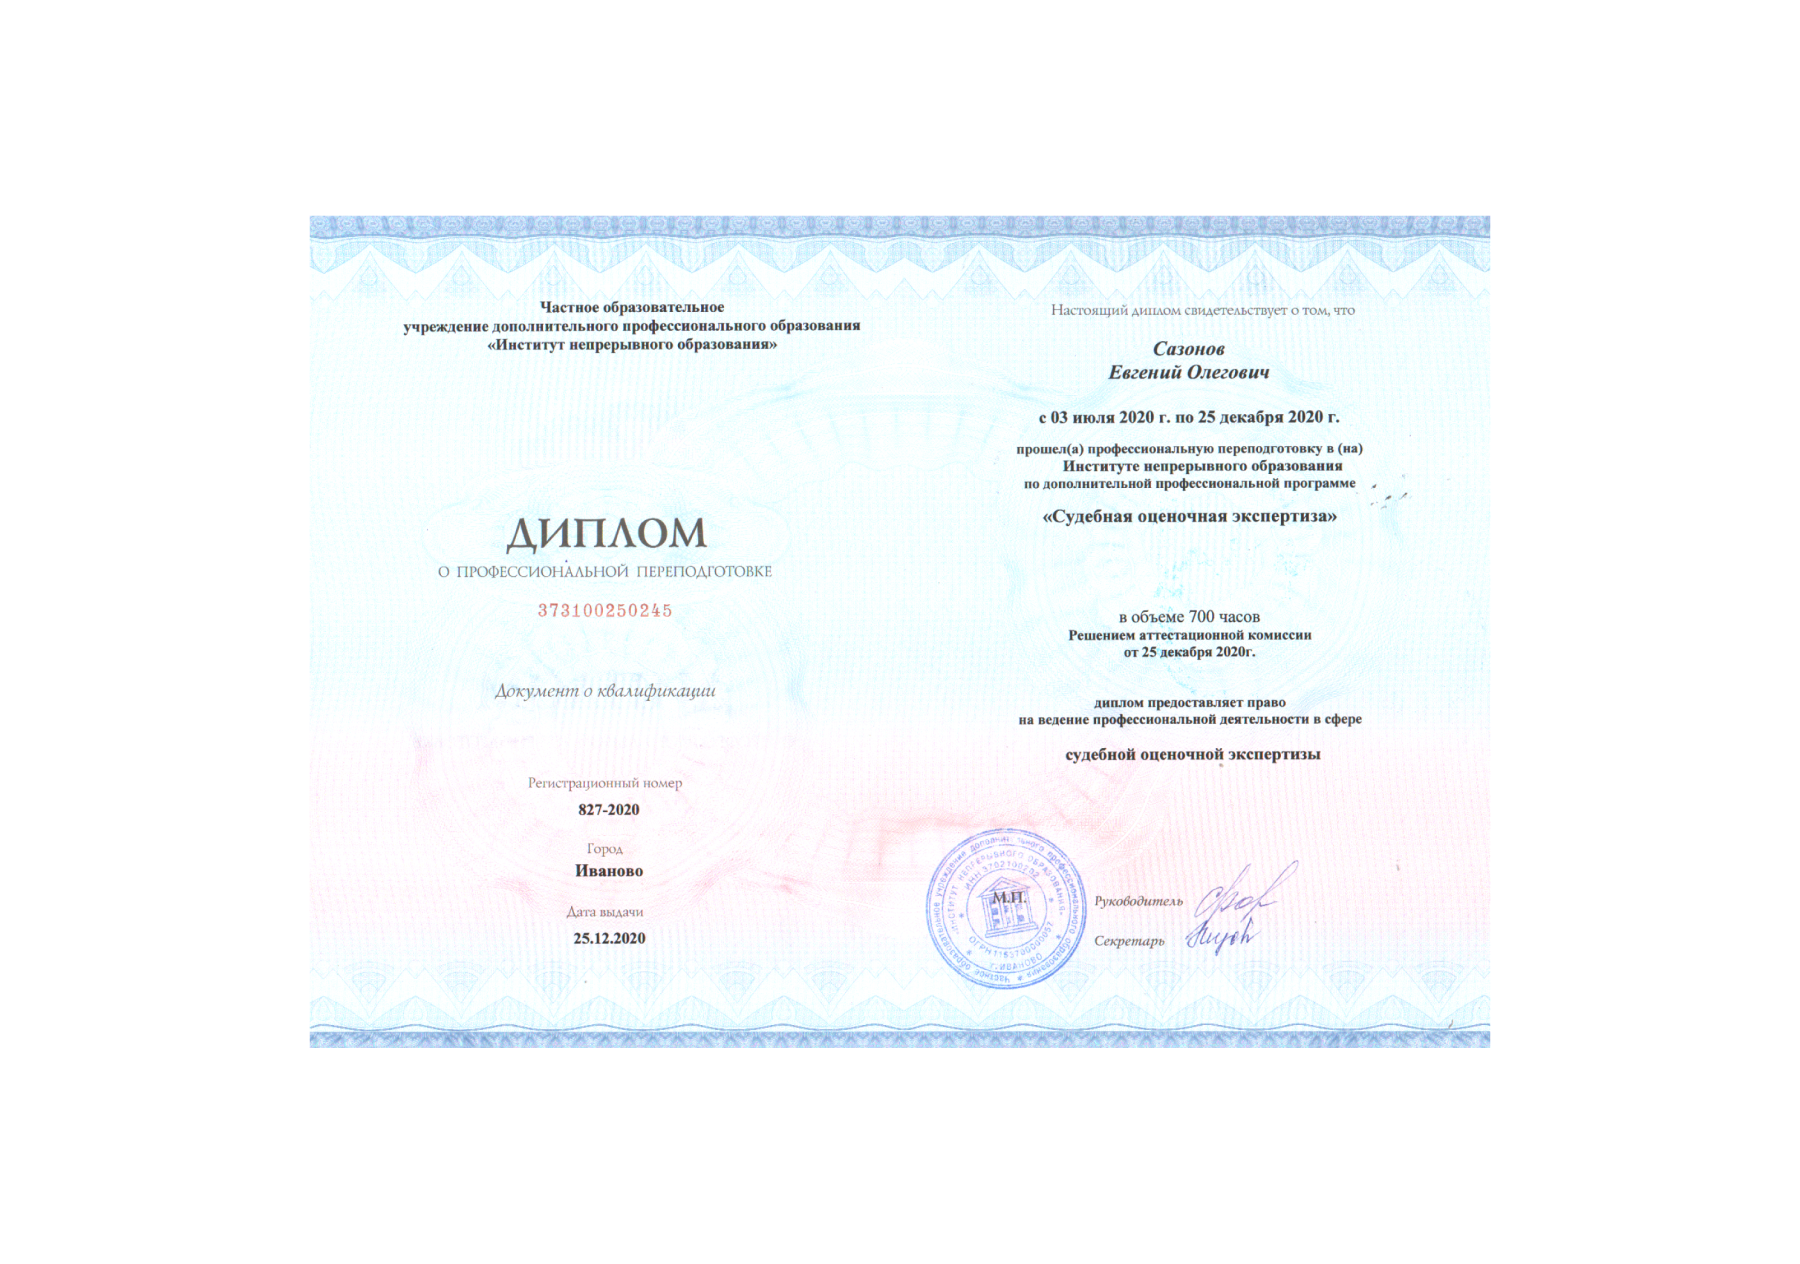 Частное образовательное
учреждение дополнительного профессионального образования
«Институт непрерывного образования»
ДИПЛОМ
О ПРОФЕССИОНАЛЬНОЙ ПЕРЕПОДГОТОВКЕ
373100250245
Документ о квалификации
Регистрационный номер
827-2020
Город
Иваново
Дата выдачи
25.12.2020
Настоящий диплом свидетельствует о том, что
Сазонов
Евгений Олегович
с 03 июля 2020 г. по 25 декабря 2020 г.
прошел(а) профессиональную переподготовку в (на)
Институте непрерывного образования
по дополнительной профессиональной программе
«Судебная оценочная экспертиза»
в объеме 700 часов
Решением аттестационной комиссии
от 25 декабря 2020г.
диплом предоставляет право
на ведение профессиональной деятельности в сфере
судебной оценочной экспертизы
М.П.
Руководитель
Секретарь
Частное образовательное учреждение дополнительного профессионального образования
«ИНСТИТУТ НЕПРЕРЫВНОГО ОБРАЗОВАНИЯ»
г. ИВАНОВО